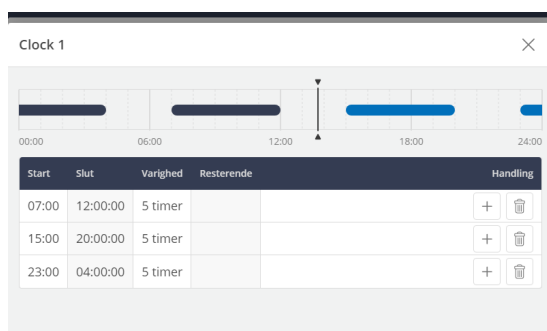 Clock 1
00:00 06:00 12:00 18:00 24:00
Start Slut Varighed Resterende Handling
07:00 12:00:00 5 timer
15:00 20:00:00 5 timer
23:00 04:00:00 5 timer